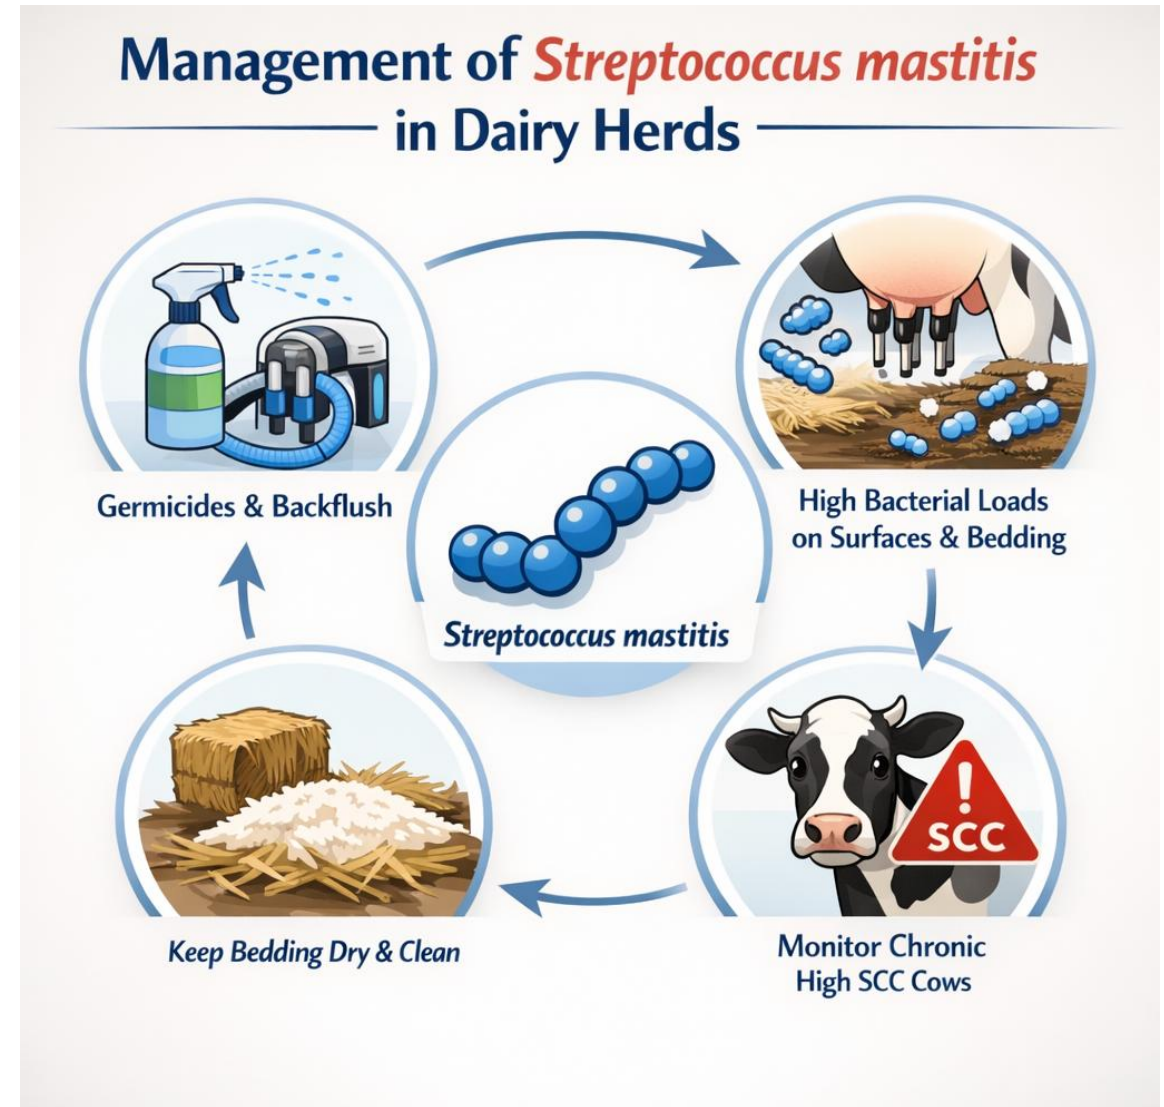 Management of Streptococcus mastitis
in Dairy Herds
Germicides & Backflush
High Bacterial Loads
on Surfaces & Bedding
Streptococcus mastitis
SCC
Keep Bedding Dry & Clean
Monitor Chronic
High SCC Cows